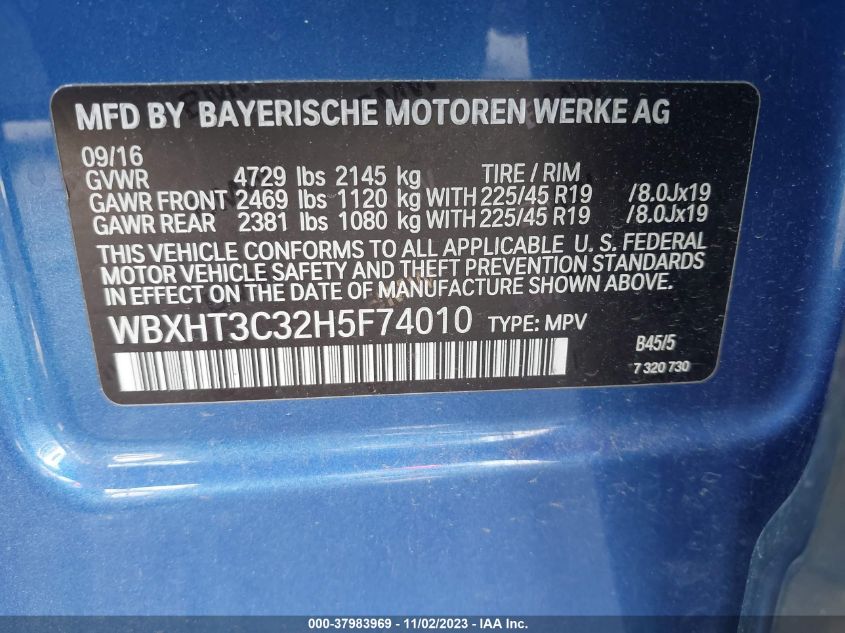 MFD BY BAYERISCHE MOTOREN WERKE AG
09/16
GVWR 4729 lbs 2145 kg TIRE / RIM
GAWR FRONT 2469 lbs 1120 kg WITH 225/45 R19 /8.0Jx19
GAWR REAR 2381 lbs 1080 kg WITH 225/45 R19 /8.0Jx19
THIS VEHICLE CONFORMS TO ALL APPLICABLE U. S. FEDERAL
MOTOR VEHICLE SAFETY AND THEFT PREVENTION STANDARDS
IN EFFECT ON THE DATE OF MANUFACTURE SHOWN ABOVE.
WBXHT3C32H5F74010 TYPE: MPV
B45/5
7 320 730
000-37983969 - 11/02/2023 - IAA Inc.